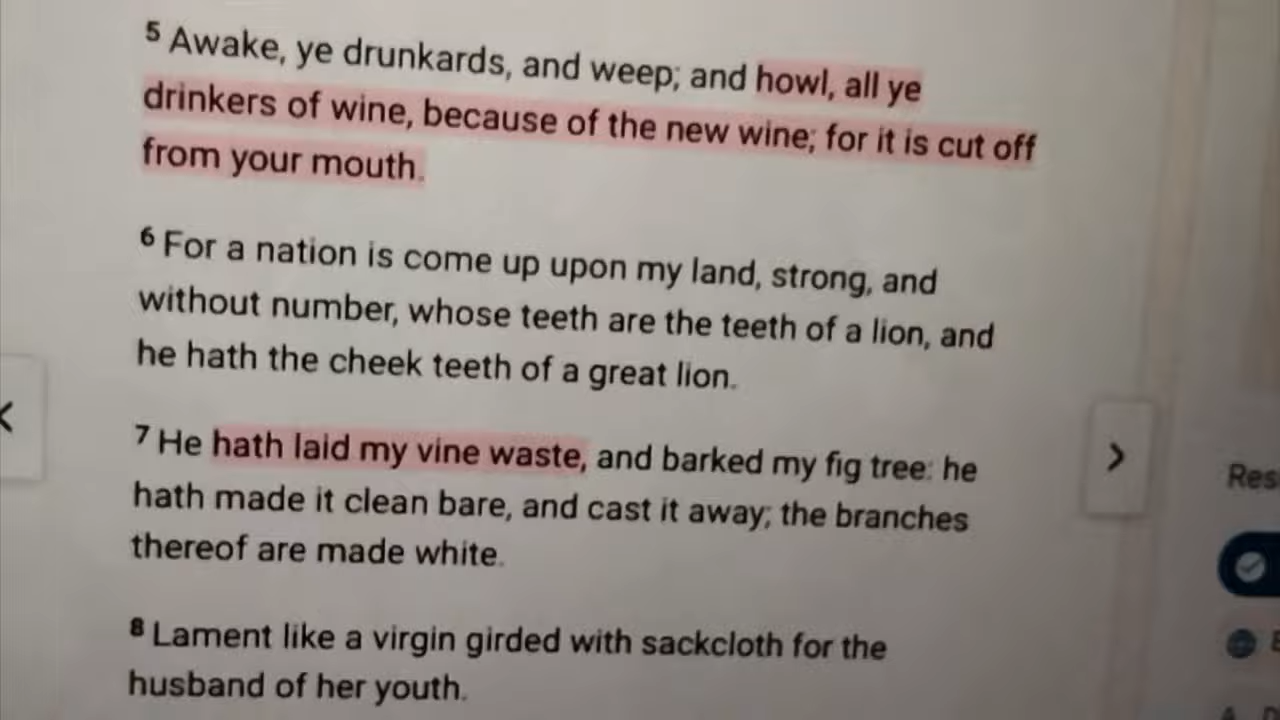 5 Awake, ye drunkards, and weep; and howl, all ye
drinkers of wine, because of the new wine; for it is cut off
from your mouth.
6 For a nation is come up upon my land, strong, and
without number, whose teeth are the teeth of a lion, and
he hath the cheek teeth of a great lion.
7 He hath laid my vine waste, and barked my fig tree: he
hath made it clean bare, and cast it away; the branches
thereof are made white.
8 Lament like a virgin girded with sackcloth for the
husband of her youth.
Res